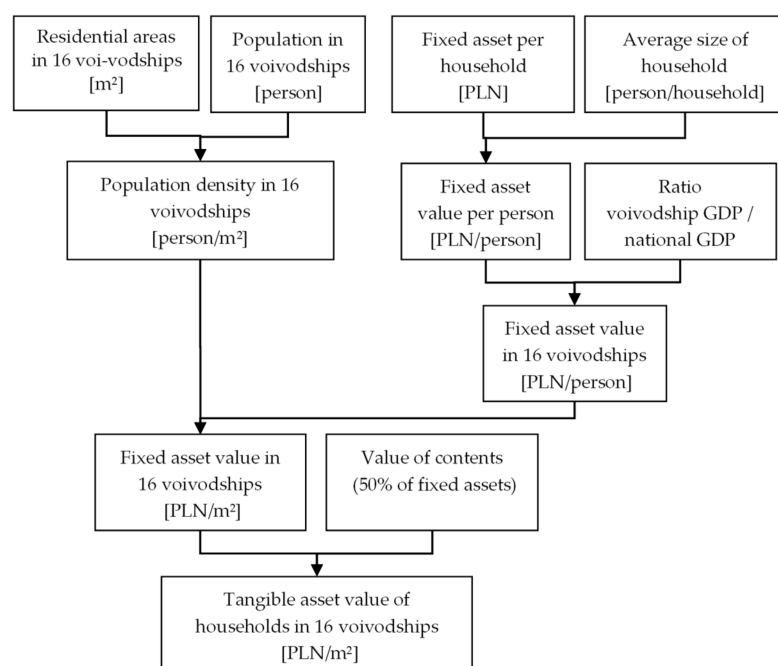 Residential areas
in 16 voi-vodships
[m²]
Population in
16 voivodships
[person]
Fixed asset per
household
[PLN]
Average size of
household
[person/household]
Population density in 16
voivodships
[person/m²]
Fixed asset
value per person
[PLN/person]
Ratio
voivodship GDP /
national GDP
Fixed asset value
in 16 voivodships
[PLN/person]
Fixed asset value in
16 voivodships
[PLN/m²]
Value of contents
(50% of fixed assets)
Tangible asset value of
households in 16 voivodships
[PLN/m²]